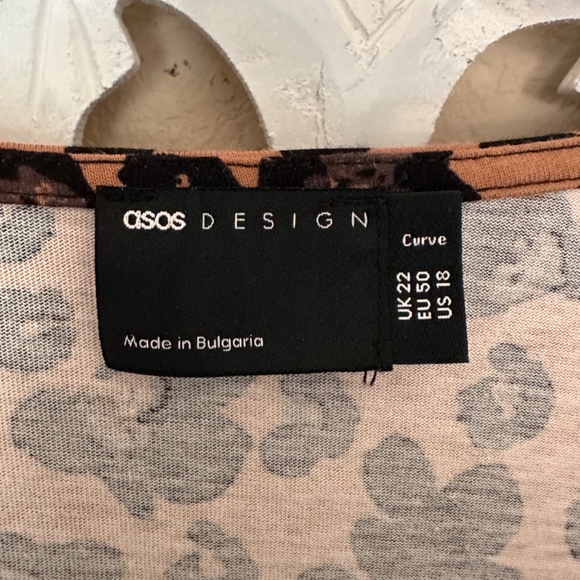 asos DESIGN
Made in Bulgaria
Curve
UK 22
EU 50
US 18